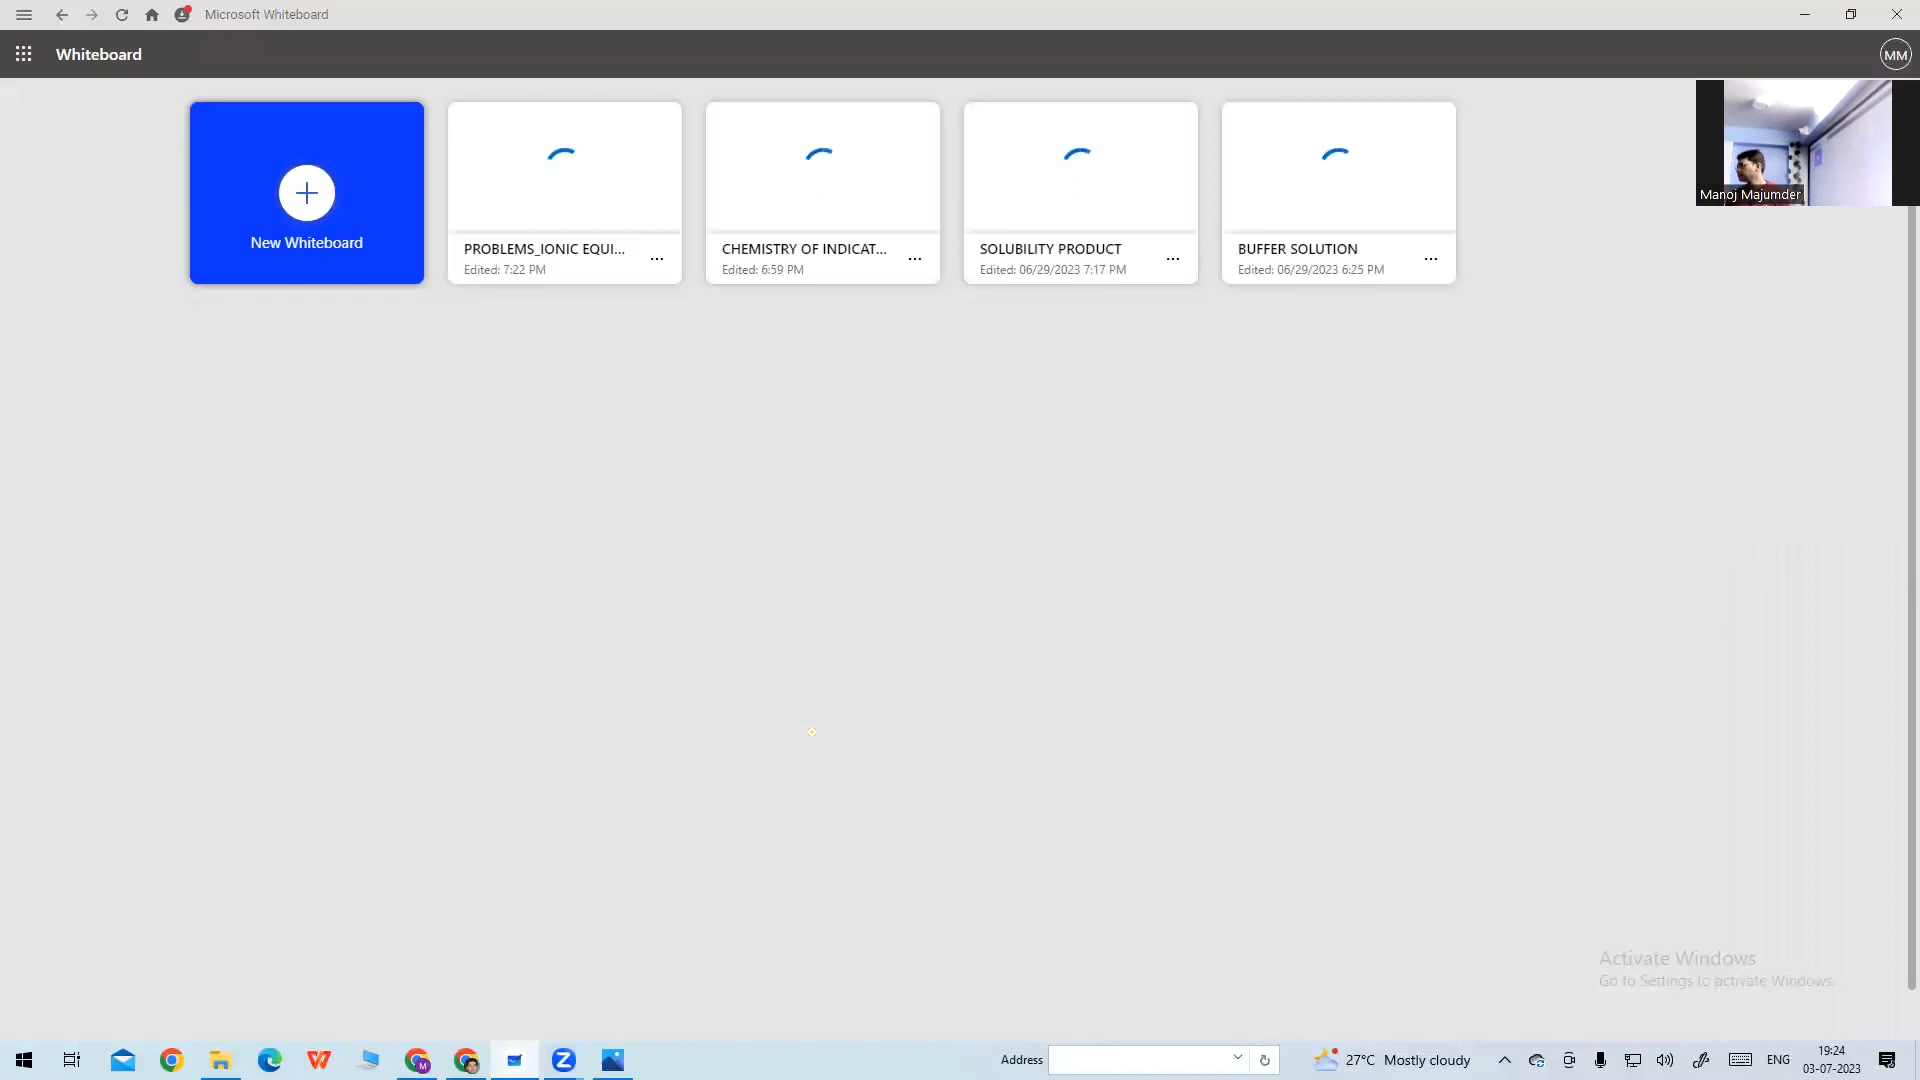 Microsoft Whiteboard
Whiteboard
MM
New Whiteboard
PROBLEMS_IONIC EQUI...
Edited: 7:22 PM
CHEMISTRY OF INDICAT...
Edited: 6:59 PM
SOLUBILITY PRODUCT
Edited: 06/29/2023 7:17 PM
BUFFER SOLUTION
Edited: 06/29/2023 6:25 PM
Manoj Majumder
Activate Windows
Go to Settings to activate Windows.
Address
27°C Mostly cloudy
ENG
19:24
03-07-2023